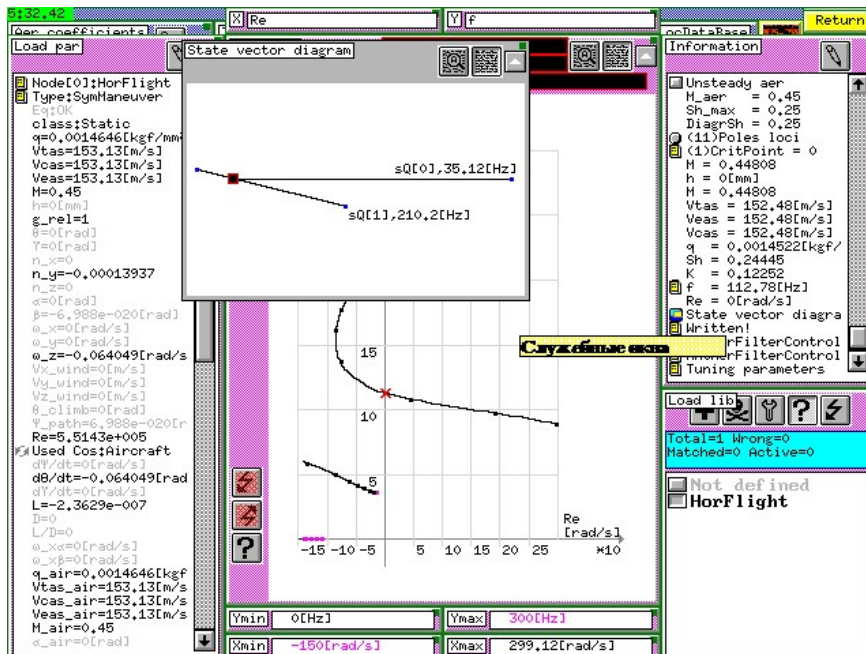 5:32.42
X Re
Y f
Return
Aer coefficients
ocDataBase
Load par
Node[0]:HorFlight
Type:SymManeuver
Eq:OK
class:Static
q=0.0014646[kgf/mm²
Vtas=153.13[m/s]
Vcas=153.13[m/s]
Veas=153.13[m/s]
M=0.45
h=0[mm]
g_rel=1
θ=0[rad]
ϒ=0[rad]
n_x=0
n_y=-0.00013937
n_z=0
α=0[rad]
β=-6.988e-020[rad]
ω_x=0[rad/s]
ω_y=0[rad/s]
ω_z=-0.064049[rad/s
Vx_wind=0[m/s]
Vy_wind=0[m/s]
Vz_wind=0[m/s]
θ_climb=0[rad]
Ψ_path=6.988e-020[r
Re=5.5143e+005
Used Cos:Aircraft
dΨ/dt=0[rad/s]
dθ/dt=-0.064049[rad
dϒ/dt=0[rad/s]
L=-2.3629e-007
D=0
L/D=0
ω_xα=0[rad/s]
ω_xβ=0[rad/s]
q_air=0.0014646[kgf
Vtas_air=153.13[m/s
Vcas_air=153.13[m/s
Veas_air=153.13[m/s
M_air=0.45
α_air=0[rad]
State vector diagram
sQ[0],35.12[Hz]
sQ[1],210.2[Hz]
15
10
5
Re
[rad/s]
-15 -10 -5 5 10 15 20 25
×10
Служебные окна
Ymin 0[Hz]
Ymax 300[Hz]
Xmin -150[rad/s]
Xmax 299.12[rad/s]
Information
Unsteady aer
M_aer = 0.45
Sh_max = 0.25
DiagrSh = 0.25
(11)Poles loci
(1)CritPoint = 0
M = 0.44808
h = 0[mm]
M = 0.44808
Vtas = 152.48[m/s]
Veas = 152.48[m/s]
Vcas = 152.48[m/s]
q = 0.0014522[kgf/
Sh = 0.24445
K = 0.12252
f = 112.78[Hz]
Re = 0[rad/s]
State vector diagra
Written!
erFilterControl
erFilterControl
Tuning parameters
Load lib
Total=1 Wrong=0
Matched=0 Active=0
Not defined
HorFlight